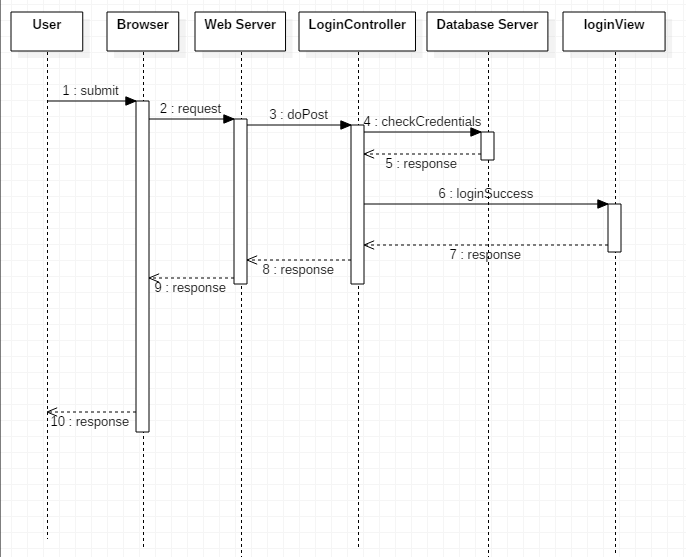 User
Browser
Web Server
LoginController
Database Server
loginView
1 : submit
2 : request
3 : doPost
4 : checkCredentials
5 : response
6 : loginSuccess
7 : response
8 : response
9 : response
10 : response